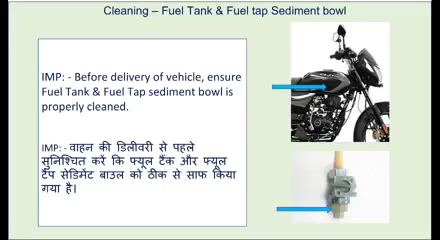 Cleaning – Fuel Tank & Fuel tap Sediment bowl
IMP: - Before delivery of vehicle, ensure
Fuel Tank & Fuel Tap sediment bowl is
properly cleaned.
IMP: - वाहन की डिलीवरी से पहले
सुनिश्चित करें कि फ्यूल टैंक और फ्यूल
टैप सेडिमेंट बाउल को ठीक से साफ किया
गया है।